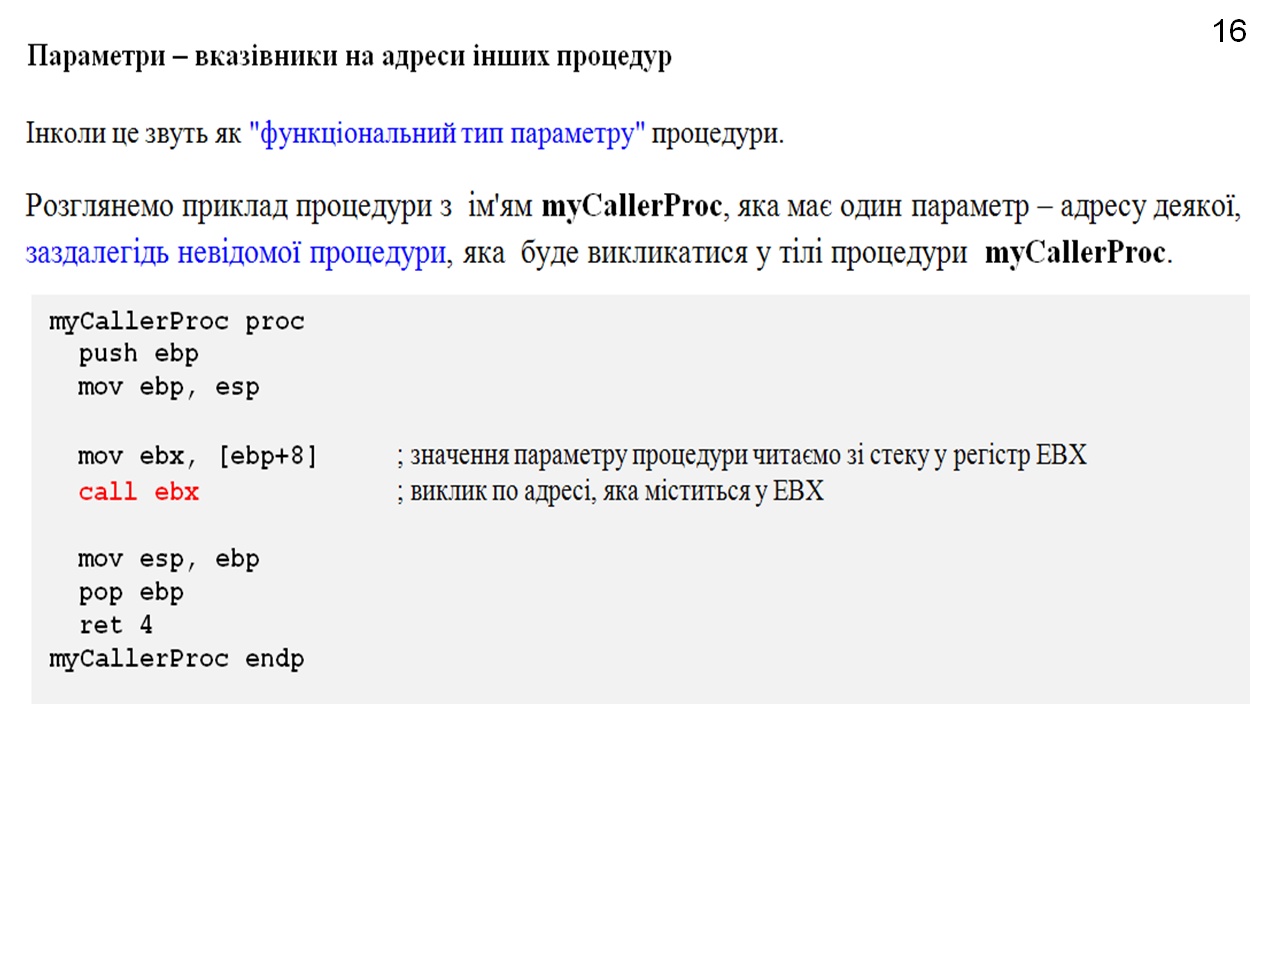 16
Параметри – вказівники на адреси інших процедур
Інколи це звуть як "функціональний тип параметру" процедури.
Розглянемо приклад процедури з ім'ям myCallerProc, яка має один параметр – адресу деякої,
заздалегідь невідомої процедури, яка буде викликатися у тілі процедури myCallerProc.
myCallerProc proc
push ebp
mov ebp, esp
mov ebx, [ebp+8] ; значення параметру процедури читаємо зі стеку у регістр EBX
call ebx ; виклик по адресі, яка міститься у EBX
mov esp, ebp
pop ebp
ret 4
myCallerProc endp